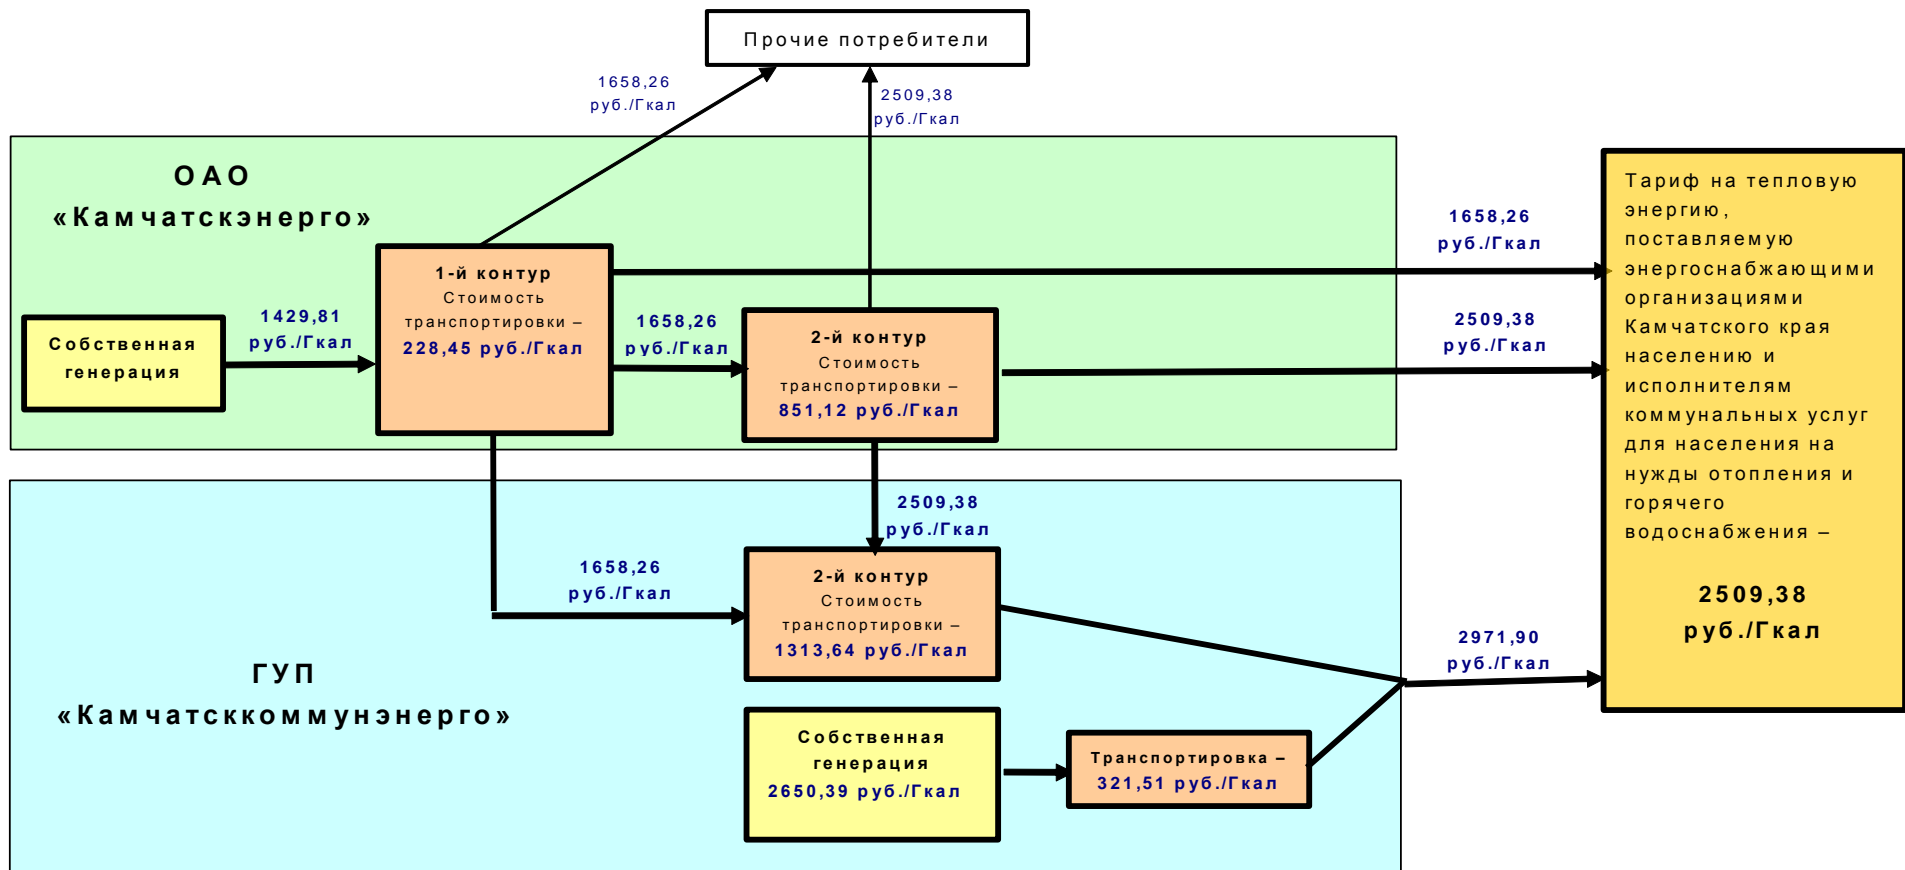 Прочие потребители
1658,26
руб./Гкал
2509,38
руб./Гкал
ОАО
«Камчатскэнерго»
Собственная
генерация
1429,81
руб./Гкал
1-й контур
Стоимость
транспортировки –
228,45 руб./Гкал
1658,26
руб./Гкал
2-й контур
Стоимость
транспортировки –
851,12 руб./Гкал
1658,26
руб./Гкал
2509,38
руб./Гкал
Тариф на тепловую
энергию,
поставляемую
энергоснабжающими
организациями
Камчатского края
населению и
исполнителям
коммунальных услуг
для населения на
нужды отопления и
горячего
водоснабжения –
2509,38
руб./Гкал
2509,38
руб./Гкал
1658,26
руб./Гкал
2-й контур
Стоимость
транспортировки –
1313,64 руб./Гкал
ГУП
«Камчатсккоммунэнерго»
Собственная
генерация
2650,39 руб./Гкал
Транспортировка –
321,51 руб./Гкал
2971,90
руб./Гкал